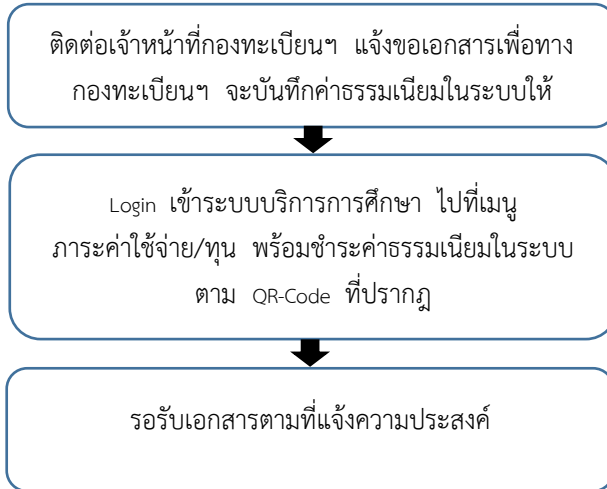 ติดต่อเจ้าหน้าที่กองทะเบียนฯ แจ้งขอเอกสารเพื่อทาง
กองทะเบียนฯ จะบันทึกค่าธรรมเนียมในระบบให้
Login เข้าระบบบริการการศึกษา ไปที่เมนู
ภาระค่าใช้จ่าย/ทุน พร้อมชำระค่าธรรมเนียมในระบบ
ตาม QR-Code ที่ปรากฎ
รอรับเอกสารตามที่แจ้งความประสงค์